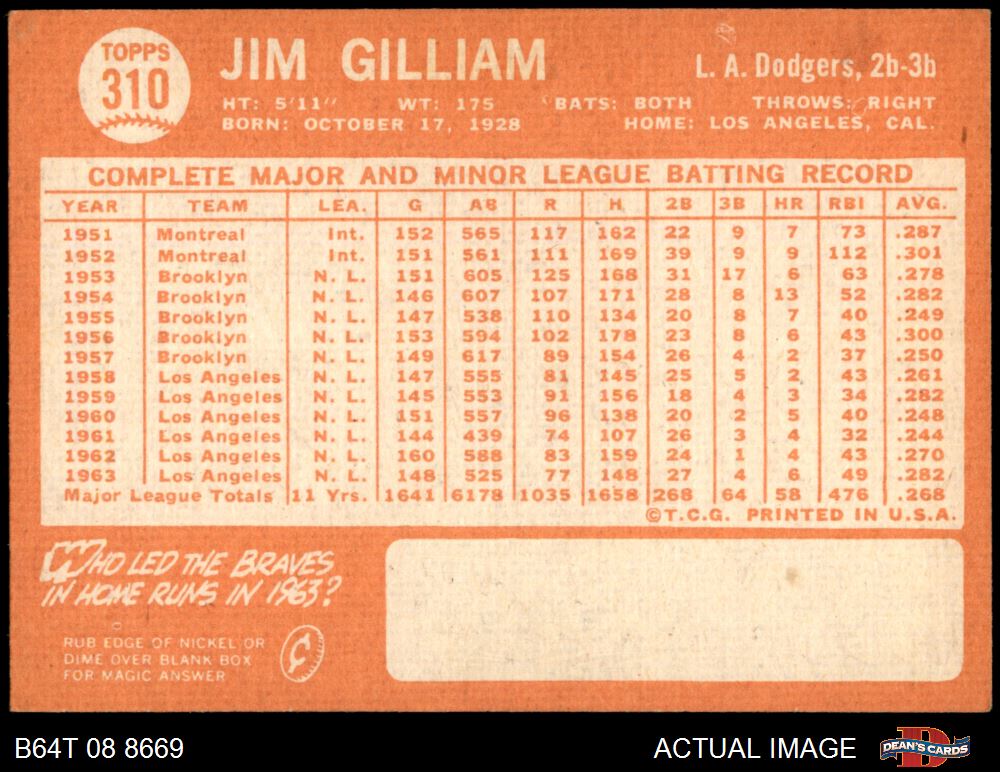 TOPPS
310
JIM GILLIAM
L. A. Dodgers, 2b-3b
HT: 5'11" WT: 175 BATS: BOTH THROWS: RIGHT
BORN: OCTOBER 17, 1928 HOME: LOS ANGELES, CAL.
COMPLETE MAJOR AND MINOR LEAGUE BATTING RECORD
YEAR TEAM LEA. G AB R H 2B 3B HR RBI AVG.
1951 Montreal Int. 152 565 117 162 22 9 7 73 .287
1952 Montreal Int. 151 561 111 169 39 9 9 112 .301
1953 Brooklyn N. L. 151 605 125 168 31 17 6 63 .278
1954 Brooklyn N. L. 146 607 107 171 28 8 13 52 .282
1955 Brooklyn N. L. 147 538 110 134 20 8 7 40 .249
1956 Brooklyn N. L. 153 594 102 178 23 8 6 43 .300
1957 Brooklyn N. L. 149 617 89 154 26 4 2 37 .250
1958 Los Angeles N. L. 147 555 81 145 25 5 2 43 .261
1959 Los Angeles N. L. 145 553 91 156 18 4 3 34 .282
1960 Los Angeles N. L. 151 557 96 138 20 2 5 40 .248
1961 Los Angeles N. L. 144 439 74 107 26 3 4 32 .244
1962 Los Angeles N. L. 160 588 83 159 24 1 4 43 .270
1963 Los Angeles N. L. 148 525 77 148 27 4 6 49 .282
Major League Totals 11 Yrs. 1641 6178 1035 1658 268 64 58 476 .268
©T.C.G. PRINTED IN U.S.A.
WHO LED THE BRAVES
IN HOME RUNS IN 1963?
RUB EDGE OF NICKEL OR
DIME OVER BLANK BOX
FOR MAGIC ANSWER
¢
B64T 08 8669
ACTUAL IMAGE
D
DEAN'S CARDS